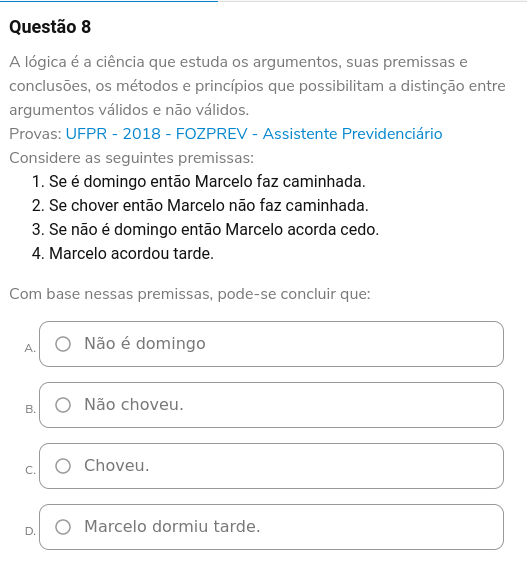 Questão 8
A lógica é a ciência que estuda os argumentos, suas premissas e
conclusões, os métodos e princípios que possibilitam a distinção entre
argumentos válidos e não válidos.
Provas: UFPR - 2018 - FOZPREV - Assistente Previdenciário
Considere as seguintes premissas:
1. Se é domingo então Marcelo faz caminhada.
2. Se chover então Marcelo não faz caminhada.
3. Se não é domingo então Marcelo acorda cedo.
4. Marcelo acordou tarde.
Com base nessas premissas, pode-se concluir que:
A. Não é domingo
B. Não choveu.
C. Choveu.
D. Marcelo dormiu tarde.